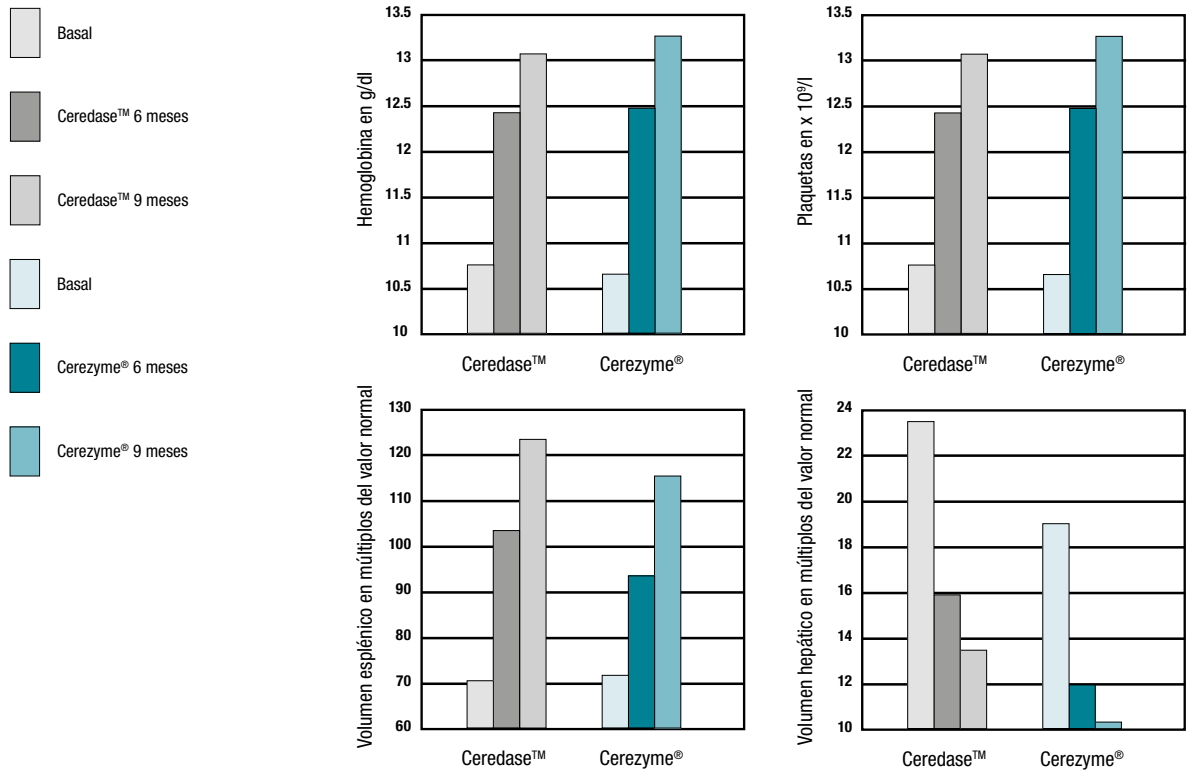 Basal
Ceredase™ 6 meses
Ceredase™ 9 meses
Basal
Cerezyme® 6 meses
Cerezyme® 9 meses
Hemoglobina en g/dl
13.5
13
12.5
12
11.5
11
10.5
10
Ceredase™ Cerezyme®
Plaquetas en x 10⁹/l
13.5
13
12.5
12
11.5
11
10.5
10
Ceredase™ Cerezyme®
Volumen esplénico en múltiplos del valor normal
130
120
110
100
90
80
70
60
Ceredase™ Cerezyme®
Volumen hepático en múltiplos del valor normal
24
22
20
18
16
14
12
10
Ceredase™ Cerezyme®